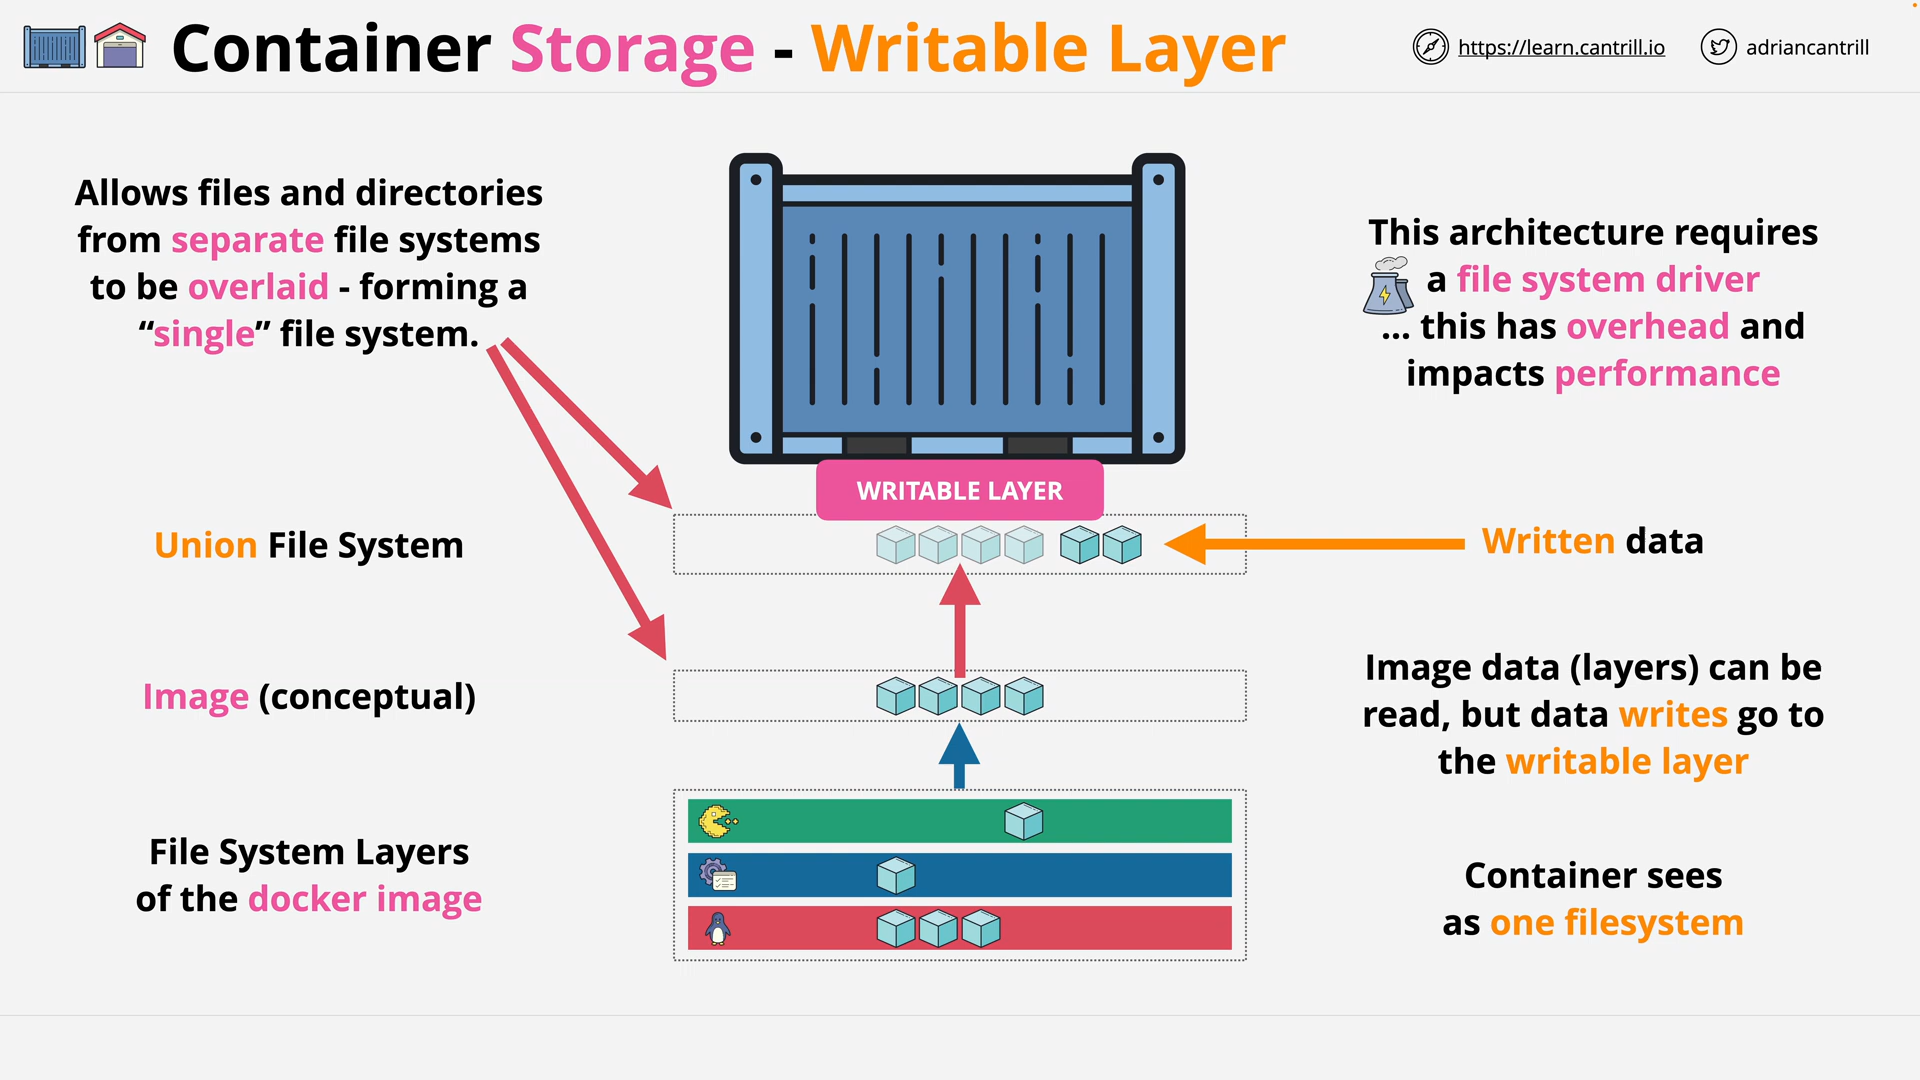 Container Storage - Writable Layer
https://learn.cantrill.io
adriancantrill
Allows files and directories
from separate file systems
to be overlaid - forming a
“single” file system.
This architecture requires
a file system driver
... this has overhead and
impacts performance
WRITABLE LAYER
Union File System
Written data
Image (conceptual)
Image data (layers) can be
read, but data writes go to
the writable layer
File System Layers
of the docker image
Container sees
as one filesystem